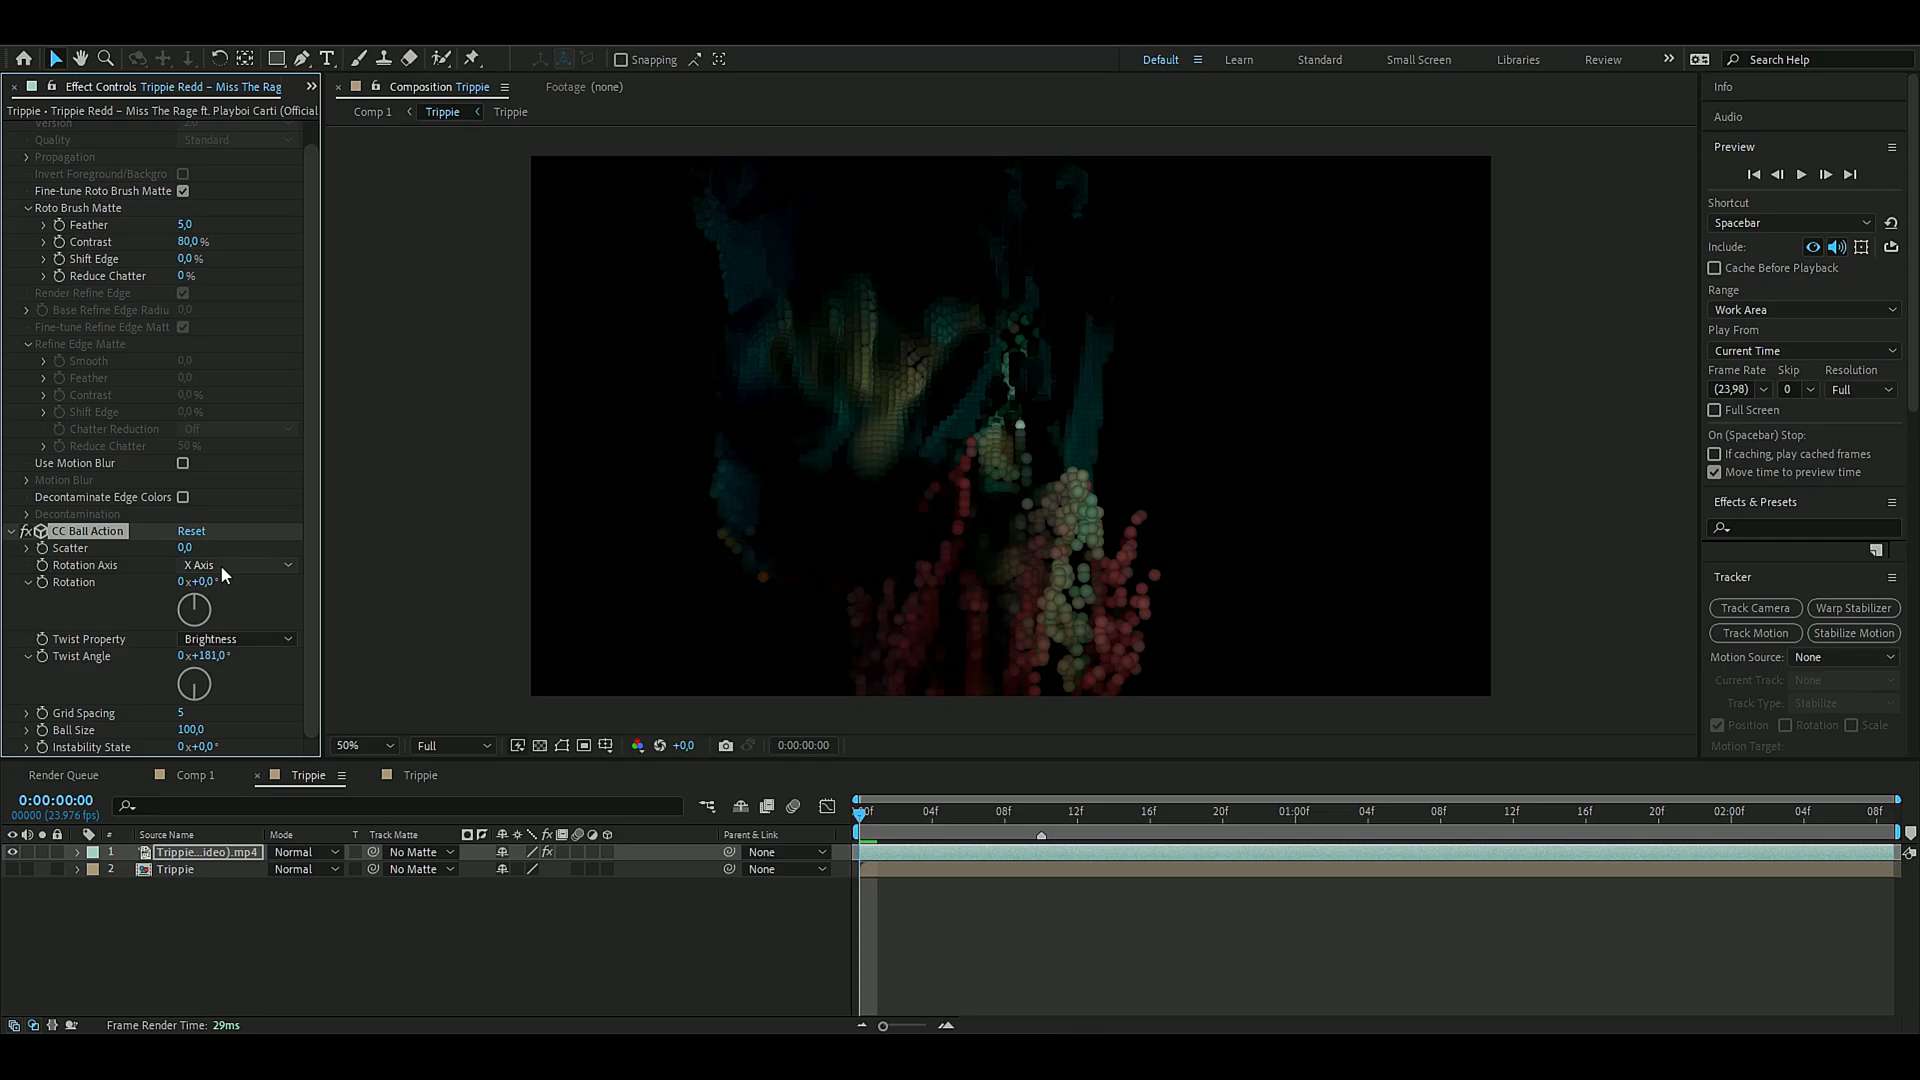 Snapping
Default
Learn
Standard
Small Screen
Libraries
Review
Search Help
Effect Controls Trippie Redd – Miss The Rag
Composition Trippie
Footage (none)
Info
Trippie • Trippie Redd – Miss The Rage ft. Playboi Carti (Official
Comp 1
Trippie
Trippie
Audio
Version
Quality
Standard
Propagation
Invert Foreground/Backgro
Fine-tune Roto Brush Matte
Roto Brush Matte
Feather 5,0
Contrast 80,0 %
Shift Edge 0,0 %
Reduce Chatter 0 %
Render Refine Edge
Base Refine Edge Radiu 0,0
Fine-tune Refine Edge Matt
Refine Edge Matte
Smooth 0,0
Feather 0,0
Contrast 0,0 %
Shift Edge 0,0 %
Chatter Reduction Off
Reduce Chatter 50 %
Use Motion Blur
Motion Blur
Decontaminate Edge Colors
Decontamination
fx CC Ball Action Reset
Scatter 0,0
Rotation Axis X Axis
Rotation 0x+0,0°
Twist Property Brightness
Twist Angle 0x+181,0°
Grid Spacing 5
Ball Size 100,0
Instability State 0x+0,0°
50%
Full
+0,0
0:00:00:00
Preview
Shortcut
Spacebar
Include:
Cache Before Playback
Range
Work Area
Play From
Current Time
Frame Rate Skip Resolution
(23,98) 0 Full
Full Screen
On (Spacebar) Stop:
If caching, play cached frames
Move time to preview time
Effects & Presets
Tracker
Track Camera
Warp Stabilizer
Track Motion
Stabilize Motion
Motion Source: None
Current Track: None
Track Type: Stabilize
Position Rotation Scale
Motion Target:
Render Queue
Comp 1
Trippie
Trippie
0:00:00:00
00000 (23.976 fps)
# Source Name Mode T Track Matte fx Parent & Link
1 Trippie...ideo).mp4 Normal No Matte fx None
2 Trippie Normal No Matte None
:00f 04f 08f 12f 16f 20f 01:00f 04f 08f 12f 16f 20f 02:00f 04f 08f
Frame Render Time: 29ms